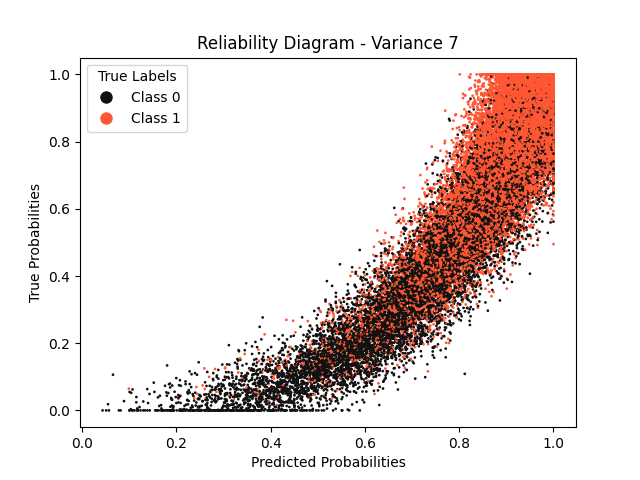 Reliability Diagram - Variance 7
True Labels
Class 0
Class 1
True Probabilities
1.0
0.8
0.6
0.4
0.2
0.0
0.0 0.2 0.4 0.6 0.8 1.0
Predicted Probabilities